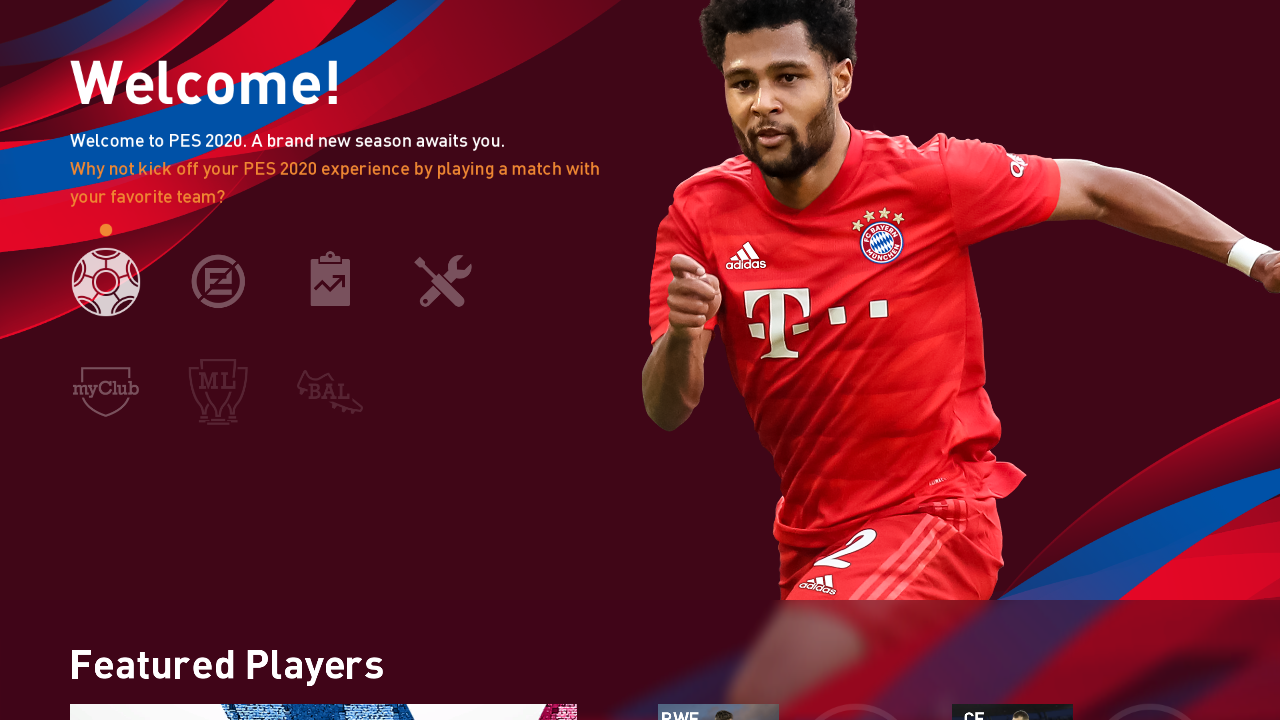 Welcome!
Welcome to PES 2020. A brand new season awaits you.
Why not kick off your PES 2020 experience by playing a match with
your favorite team?
myClub
ML
BAL
adidas
FC BAYERN
MÜNCHEN
T
2
adidas
Featured Players
RWF
CF